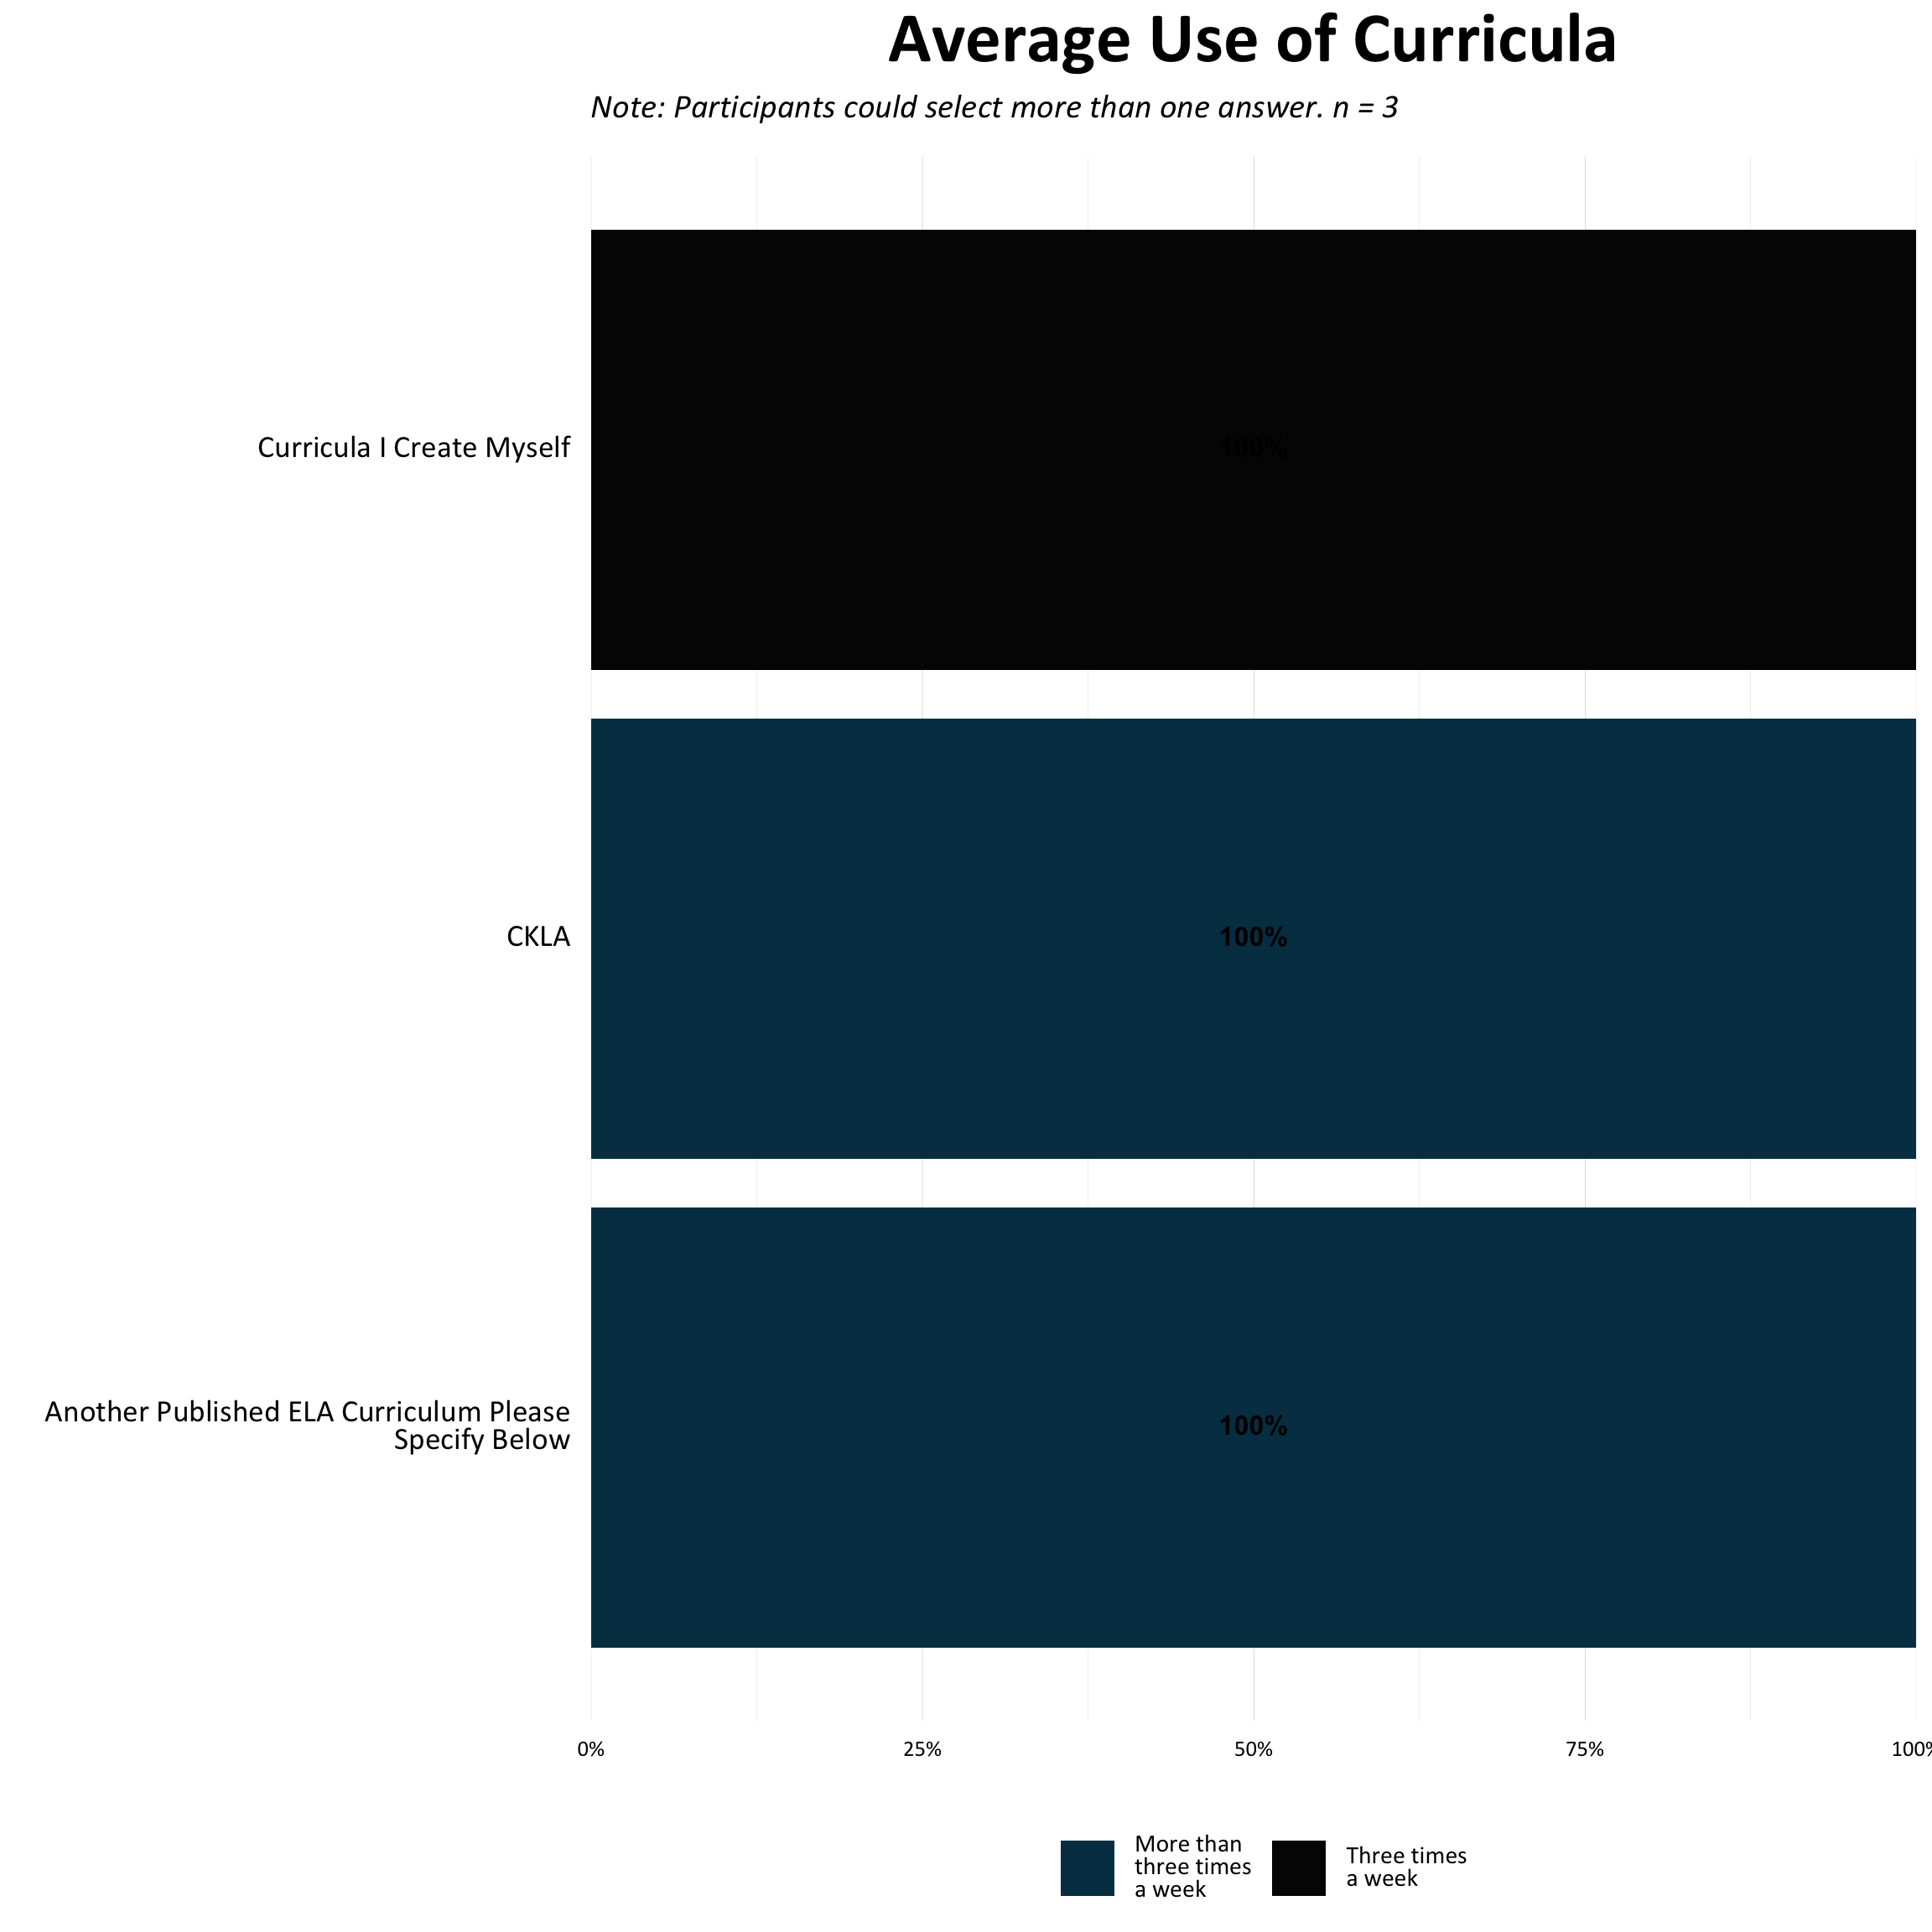 Average Use of Curricula
Note: Participants could select more than one answer. n = 3
Curricula I Create Myself
100%
CKLA
100%
Another Published ELA Curriculum Please
Specify Below
100%
0%
25%
50%
75%
100%
More than
three times
a week
Three times
a week